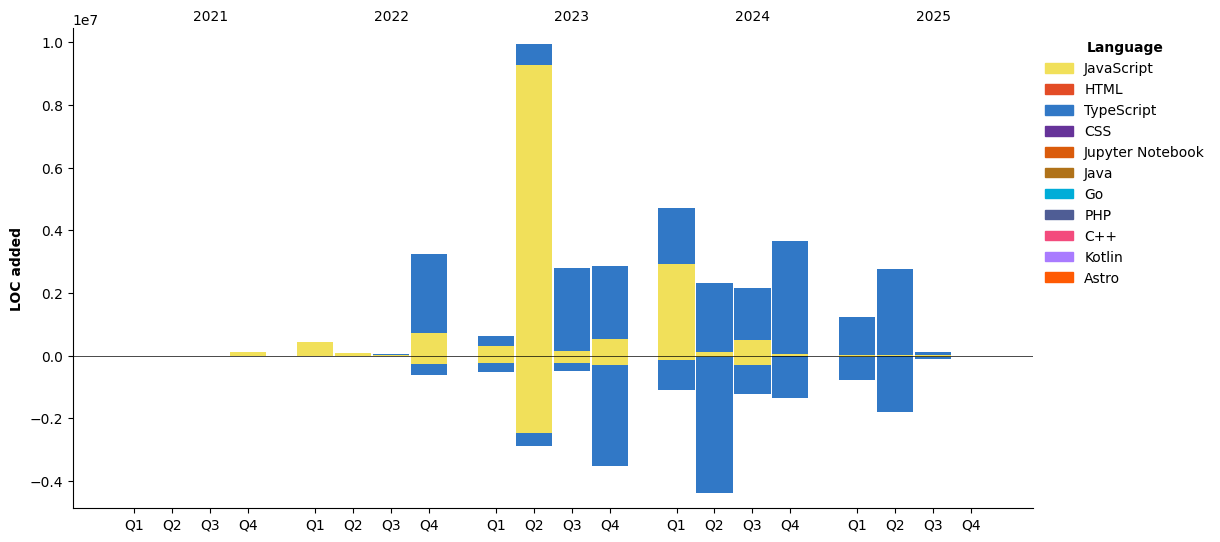 1e7
2021 2022 2023 2024 2025
1.0
0.8
0.6
0.4
0.2
0.0
−0.2
−0.4
LOC added
Q1 Q2 Q3 Q4 Q1 Q2 Q3 Q4 Q1 Q2 Q3 Q4 Q1 Q2 Q3 Q4 Q1 Q2 Q3 Q4
Language
JavaScript
HTML
TypeScript
CSS
Jupyter Notebook
Java
Go
PHP
C++
Kotlin
Astro